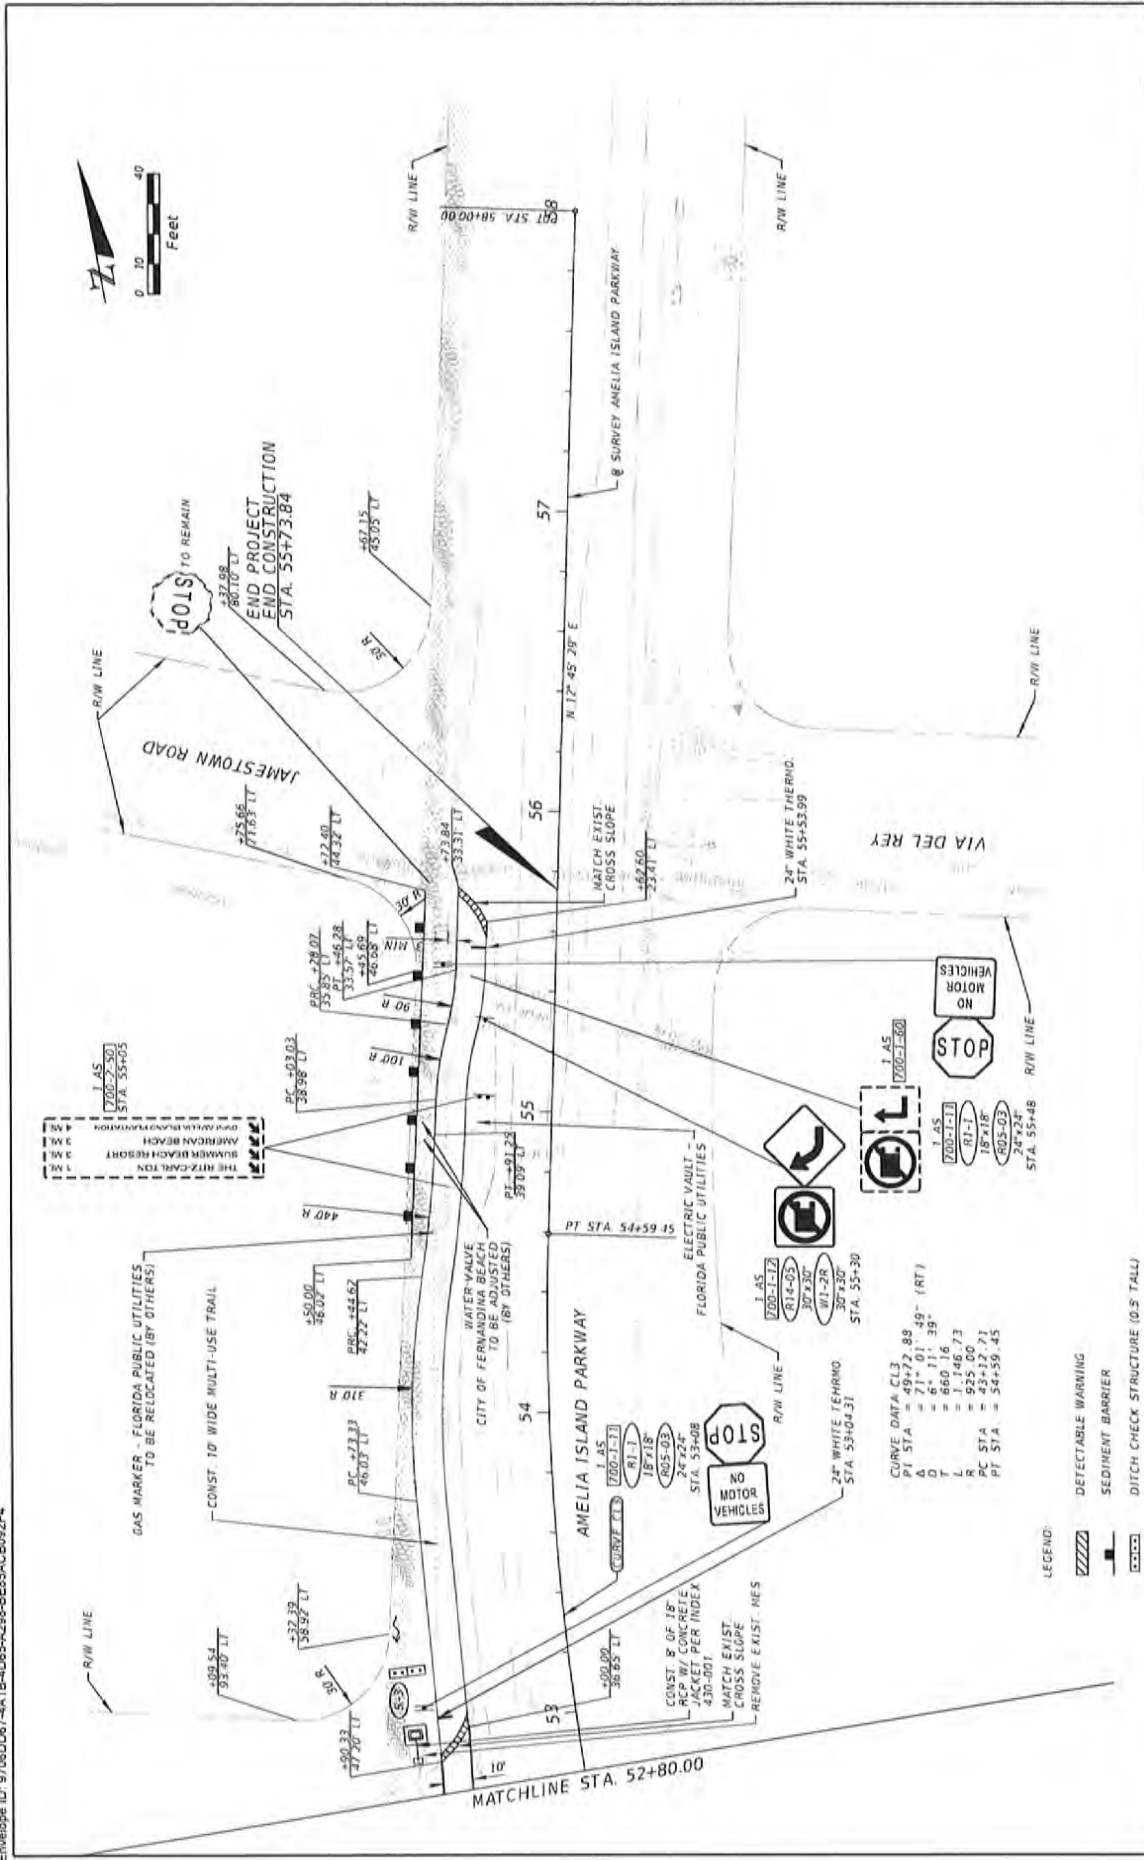 R/W LINE
+09.54
93.40' LT
+32.39
58.92' LT
30' R
+90.33
47.20' LT
S-3
10'
MATCHLINE STA. 52+80.00
GAS MARKER - FLORIDA PUBLIC UTILITIES
TO BE RELOCATED (BY OTHERS)
CONST. 10' WIDE MULTI-USE TRAIL
PC +73.33
46.03' LT
310' R
PRC +44.62
42.22' LT
+50.00
46.02' LT
440' R
THE RITZ-CARLTON 1 MI.
SUMMER BEACH RESORT 3 MI.
AMERICAN BEACH 3 MI.
1 AS
700-2-50
STA. 55+05
PC +03.03
38.98' LT
100' R
90' R
PRC +28.07
35.85' LT
PT +46.28
33.57' LT
+45.69
46.68' LT
3' MIN
30' R
+72.40
44.32' LT
+75.66
71.63' LT
+73.84
33.31' LT
JAMESTOWN ROAD
R/W LINE
STOP
TO REMAIN
+37.98
80.10' LT
END PROJECT
END CONSTRUCTION
STA. 55+73.84
+67.15
45.05' LT
30' R
N
0 10 40
Feet
R/W LINE
POT STA. 58+00.00
58
57
56
55
54
53
N 12° 45' 29" E
SURVEY AMELIA ISLAND PARKWAY
R/W LINE
WATER VALVE
CITY OF FERNANDINA BEACH
TO BE ADJUSTED
(BY OTHERS)
PT +91.25
39.09' LT
PT STA. 54+59.45
ELECTRIC VAULT -
FLORIDA PUBLIC UTILITIES
MATCH EXIST.
CROSS SLOPE
+62.60
23.41' LT
24" WHITE THERMO.
STA. 55+53.99
VIA DEL REY
R/W LINE
AMELIA ISLAND PARKWAY
CURVE CL3
+00.00
36.65' LT
CONST. 8' OF 18"
RCP W/ CONCRETE
JACKET PER INDEX
430-001
MATCH EXIST.
CROSS SLOPE
REMOVE EXIST. MES
1 AS
700-1-11
R1-1
18"x18"
R05-03
24"x24"
STA. 53+08
STOP
NO
MOTOR
VEHICLES
24" WHITE TEHRMO.
STA. 53+04.31
R/W LINE
1 AS
700-1-12
R14-05
30"x30"
W1-2R
30"x30"
STA. 55+30
1 AS
700-1-60
1 AS
700-1-11
R1-1
18"x18"
R05-03
24"x24"
STA. 55+48
STOP
NO
MOTOR
VEHICLES
R/W LINE
CURVE DATA CL3
PI STA. = 49+72.88
Δ = 71° 01' 49" (RT)
D = 6° 11' 39"
T = 660.16
L = 1,146.73
R = 925.00
PC STA = 43+12.71
PT STA. = 54+59.45
LEGEND:
DETECTABLE WARNING
SEDIMENT BARRIER
DITCH CHECK STRUCTURE (0.5' TALL)